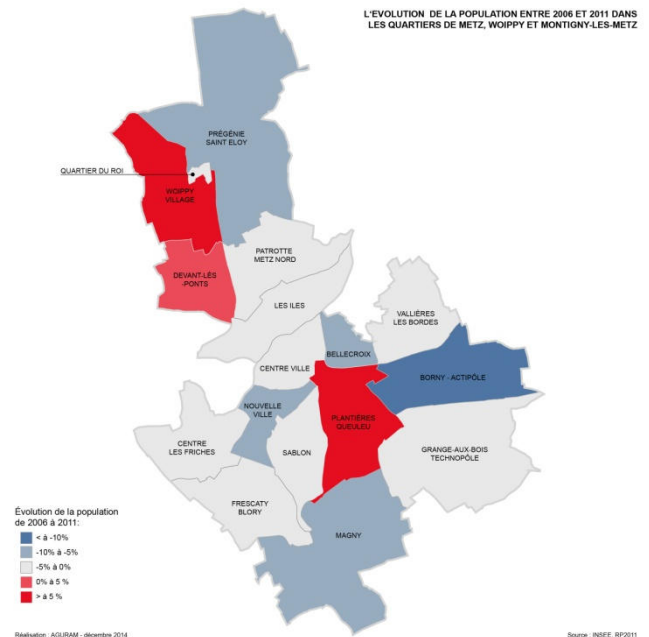 L'EVOLUTION DE LA POPULATION ENTRE 2006 ET 2011 DANS
LES QUARTIERS DE METZ, WOIPPY ET MONTIGNY-LES-METZ
PRÉGÉNIE
SAINT ELOY
QUARTIER DU ROI
WOIPPY
VILLAGE
PATROTTE
METZ NORD
DEVANT-LÈS
-PONTS
LES ILES
VALLIÈRES
LES BORDES
BELLECROIX
CENTRE VILLE
BORNY - ACTIPÔLE
NOUVELLE
VILLE
PLANTIÈRES
QUEULEU
CENTRE
LES FRICHES
SABLON
GRANGE-AUX-BOIS
TECHNOPÔLE
FRESCATY
BLORY
MAGNY
Évolution de la population
de 2006 à 2011:
< à -10%
-10% à -5%
-5% à 0%
0% à 5 %
> à 5 %
Réalisation : AGURAM - décembre 2014
Source : INSEE, RP2011